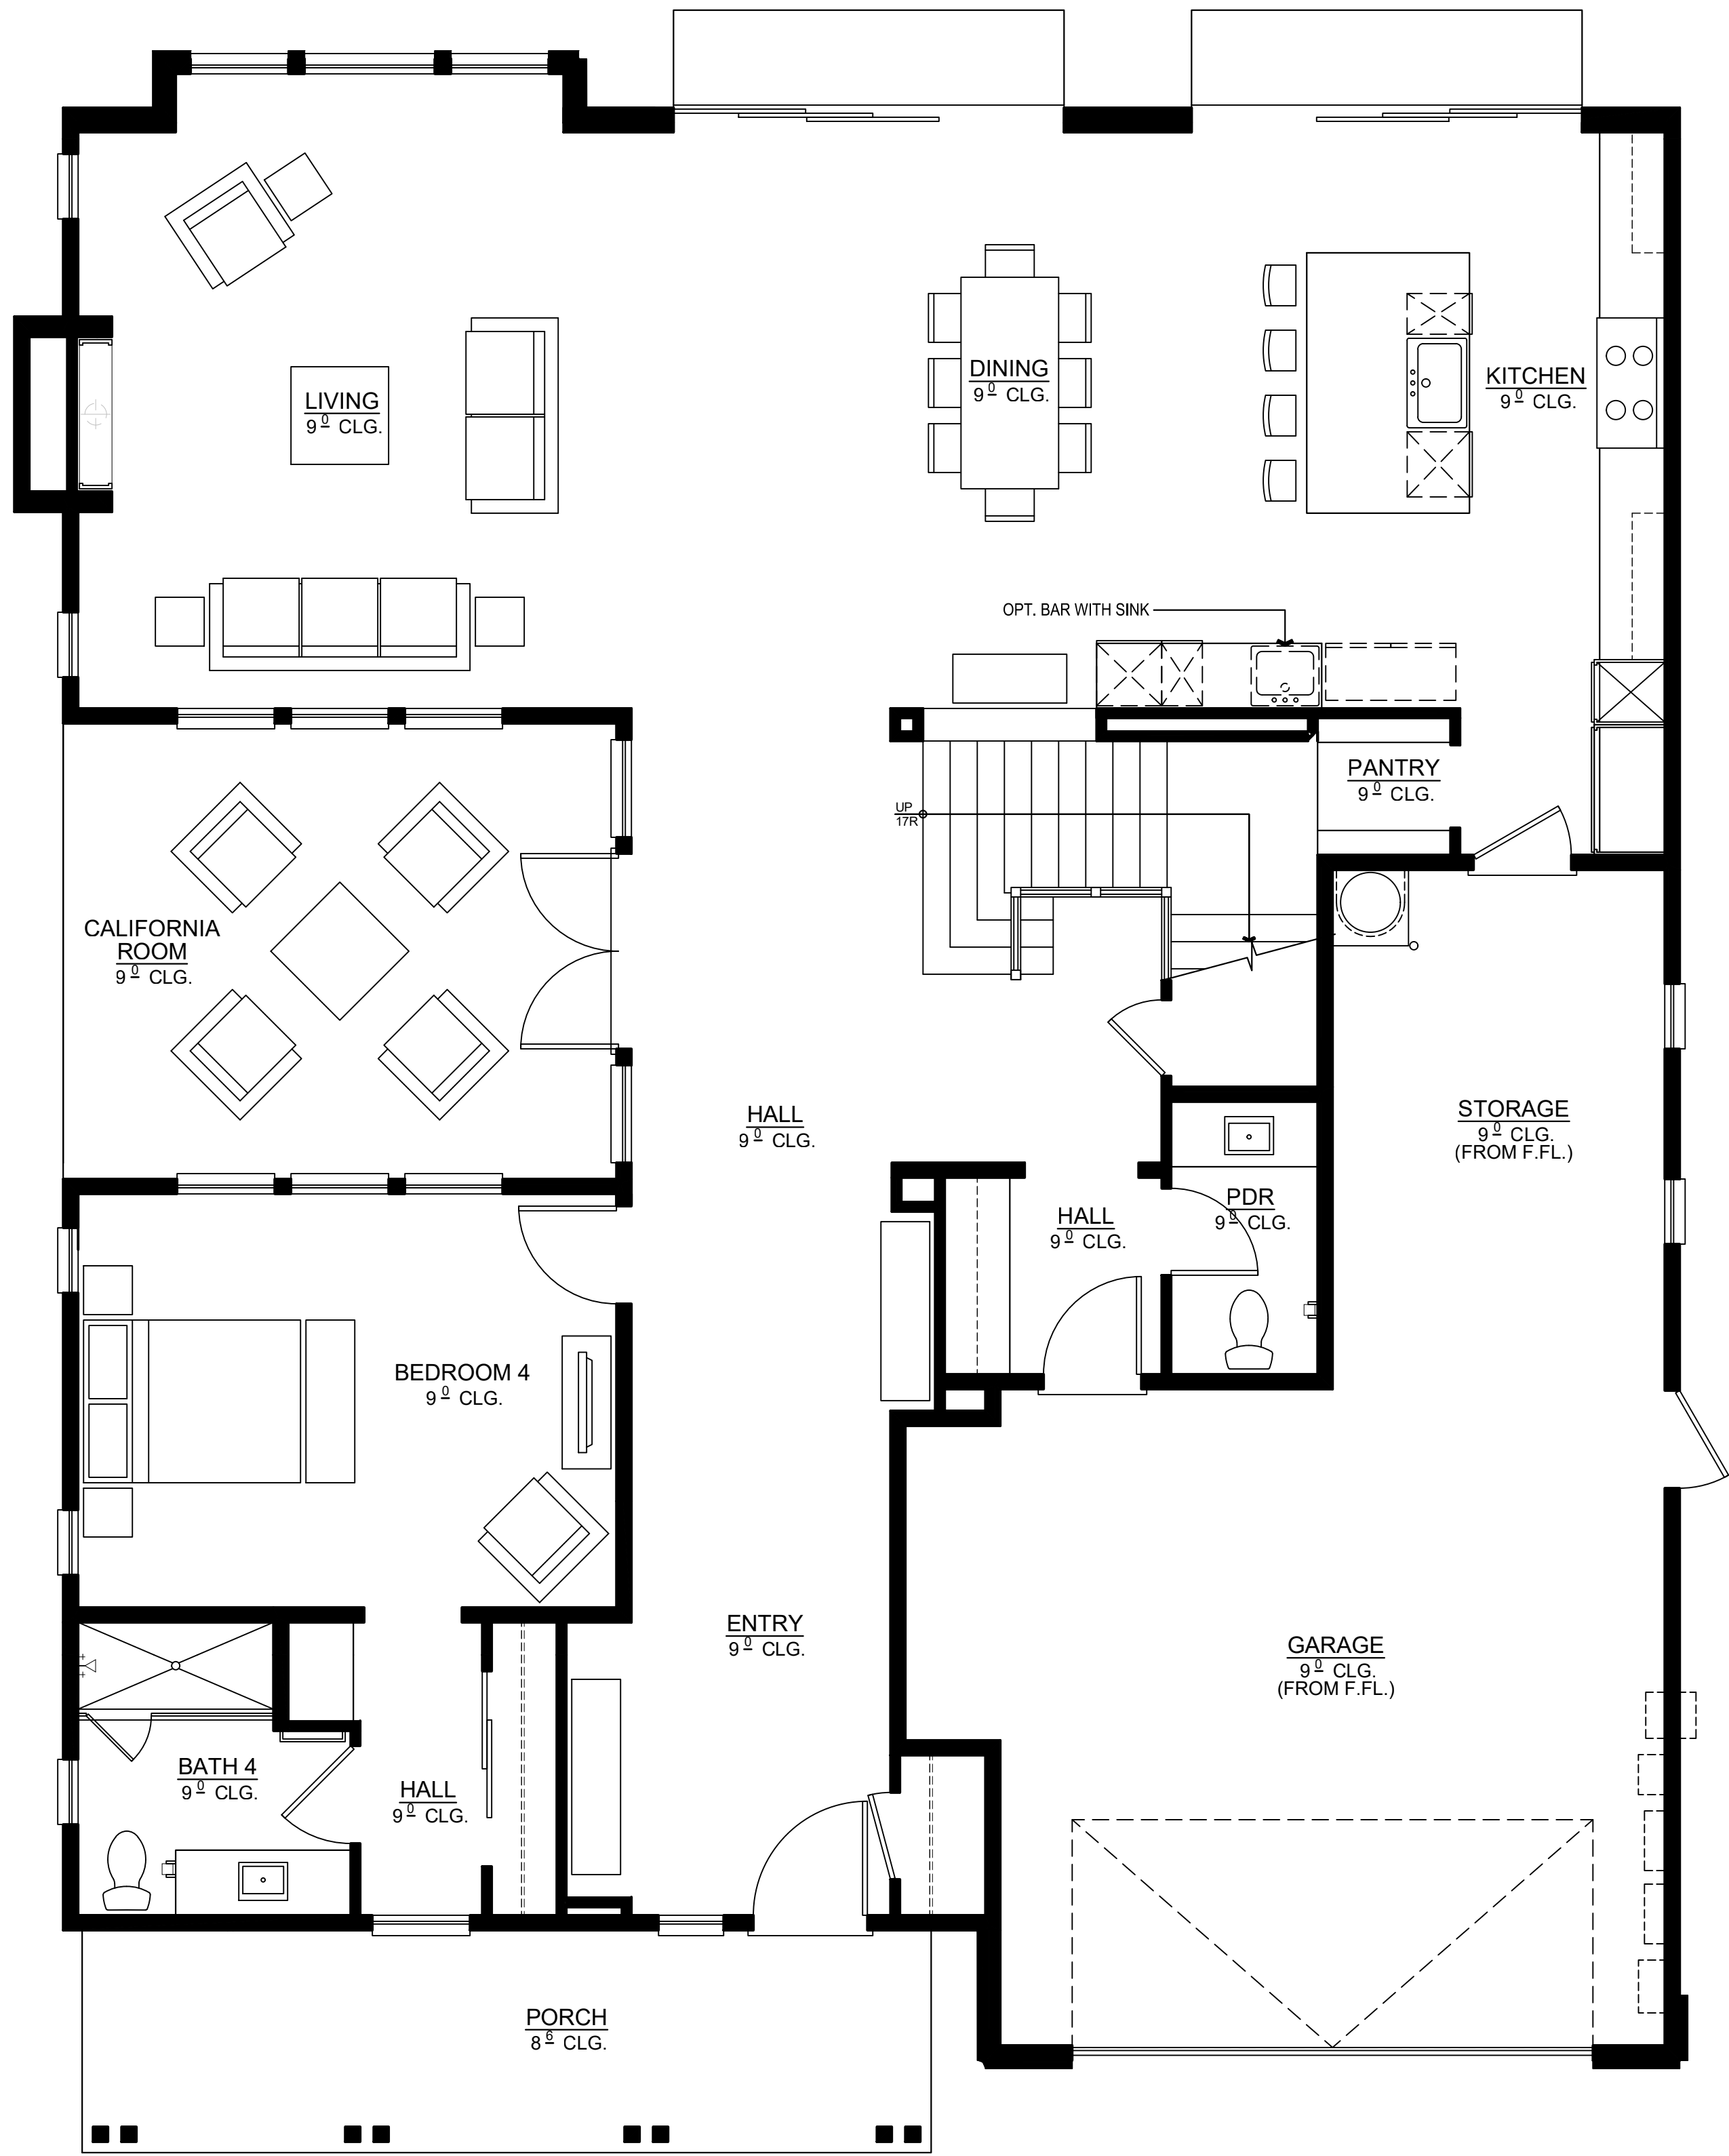 LIVING
9 0 CLG.
DINING
9 0 CLG.
KITCHEN
9 0 CLG.
OPT. BAR WITH SINK
PANTRY
9 0 CLG.
UP
17R
CALIFORNIA
ROOM
9 0 CLG.
HALL
9 0 CLG.
STORAGE
9 0 CLG.
(FROM F.FL.)
HALL
9 0 CLG.
PDR
9 0 CLG.
BEDROOM 4
9 0 CLG.
ENTRY
9 0 CLG.
GARAGE
9 0 CLG.
(FROM F.FL.)
BATH 4
9 0 CLG.
HALL
9 0 CLG.
PORCH
8 6 CLG.